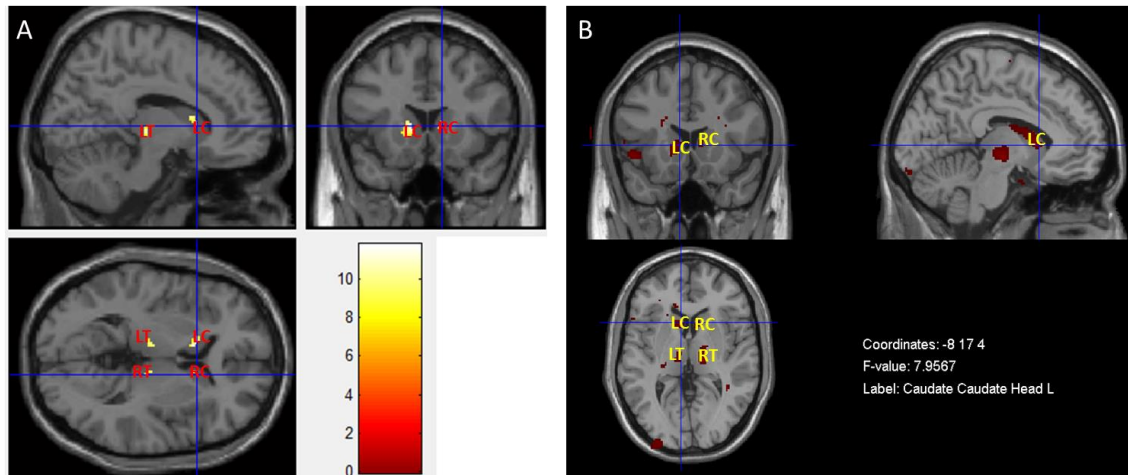 A
LT
LC
LC
RC
LT
LC
RT
RC
10
8
6
4
2
0
B
LC
RC
LC
LC
RC
LT
RT
Coordinates: -8 17 4
F-value: 7.9567
Label: Caudate Caudate Head L